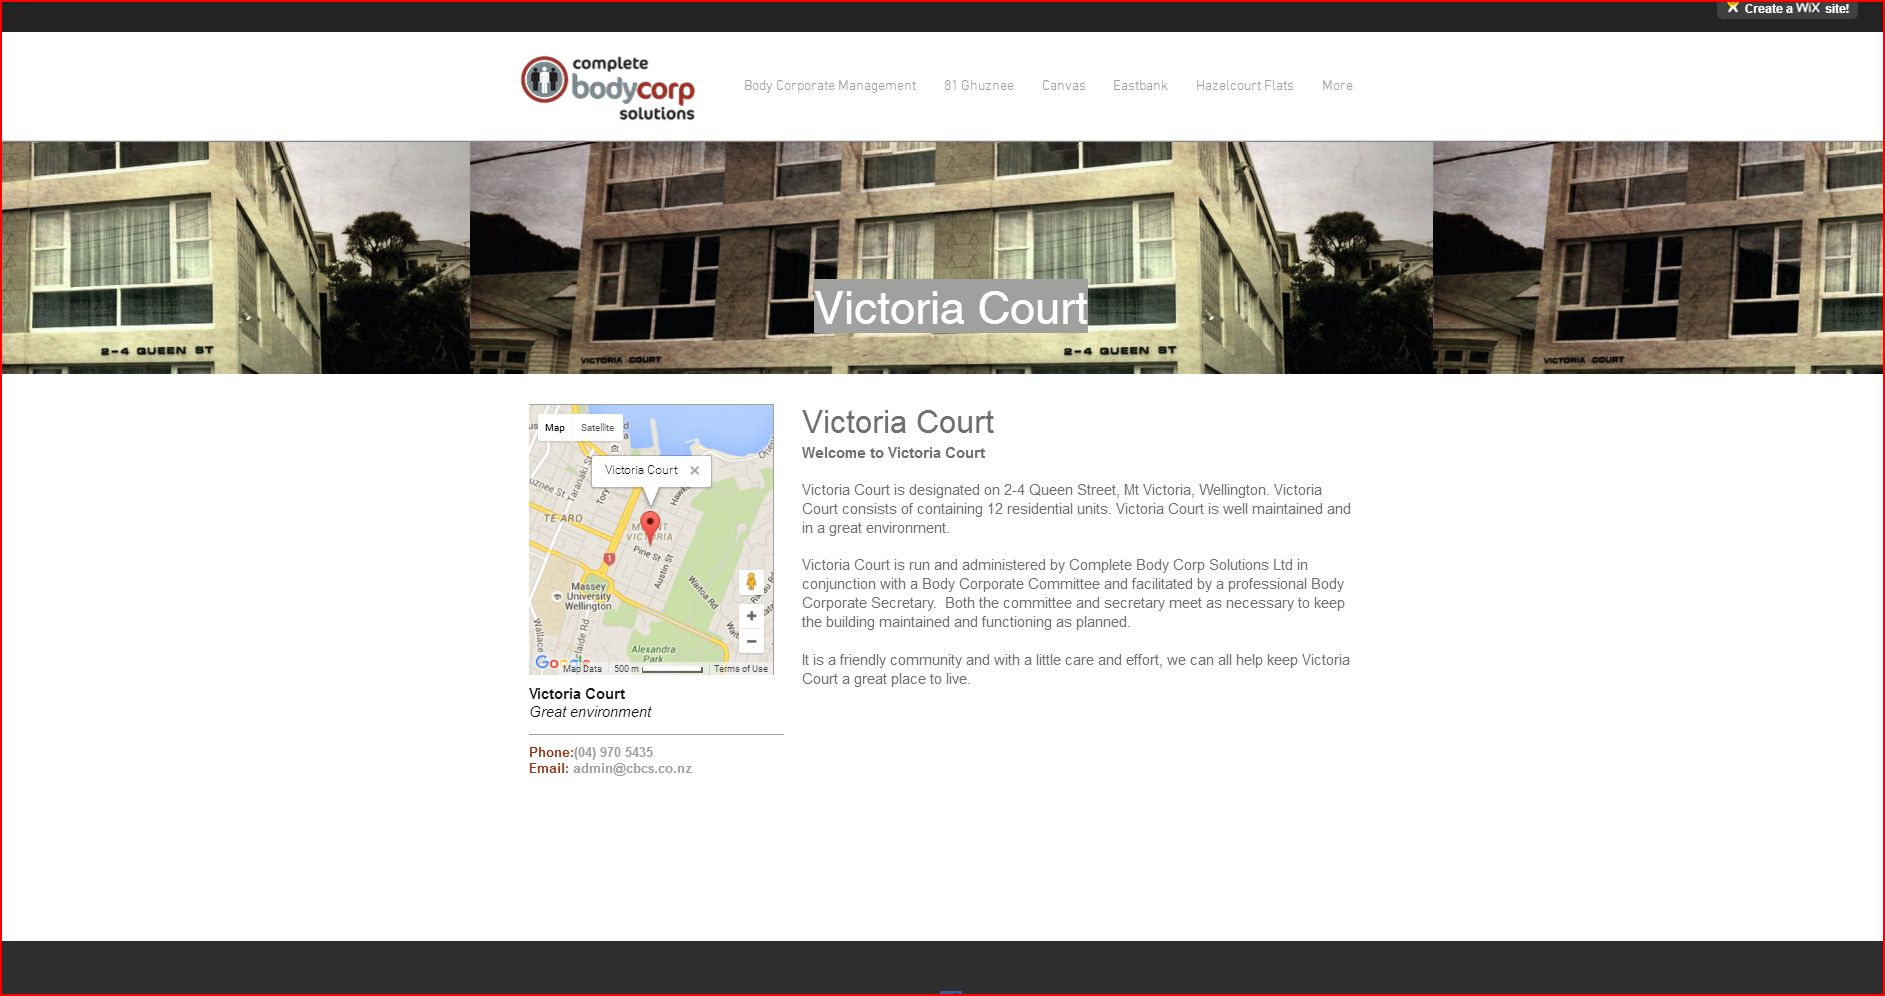 Create a WiX site!
complete
bodycorp
solutions
Body Corporate Management 81 Ghuznee Canvas Eastbank Hazelcourt Flats More
2-4 QUEEN ST
VICTORIA COURT
2-4 QUEEN ST
VICTORIA COURT
Victoria Court
Map Satellite
Victoria Court
Taranaki St
Tory
TE ARO
MOUNT
VICTORIA
Pirie St
Austin St
1
Massey
University
Wellington
Waitoa Rd
Wallace
Adelaide Rd
Alexandra
Park
Google
Map Data 500 m Terms of Use
Victoria Court
Great environment
Phone:(04) 970 5435
Email: admin@cbcs.co.nz
Victoria Court
Welcome to Victoria Court
Victoria Court is designated on 2-4 Queen Street, Mt Victoria, Wellington. Victoria
Court consists of containing 12 residential units. Victoria Court is well maintained and
in a great environment.
Victoria Court is run and administered by Complete Body Corp Solutions Ltd in
conjunction with a Body Corporate Committee and facilitated by a professional Body
Corporate Secretary.  Both the committee and secretary meet as necessary to keep
the building maintained and functioning as planned.
It is a friendly community and with a little care and effort, we can all help keep Victoria
Court a great place to live.